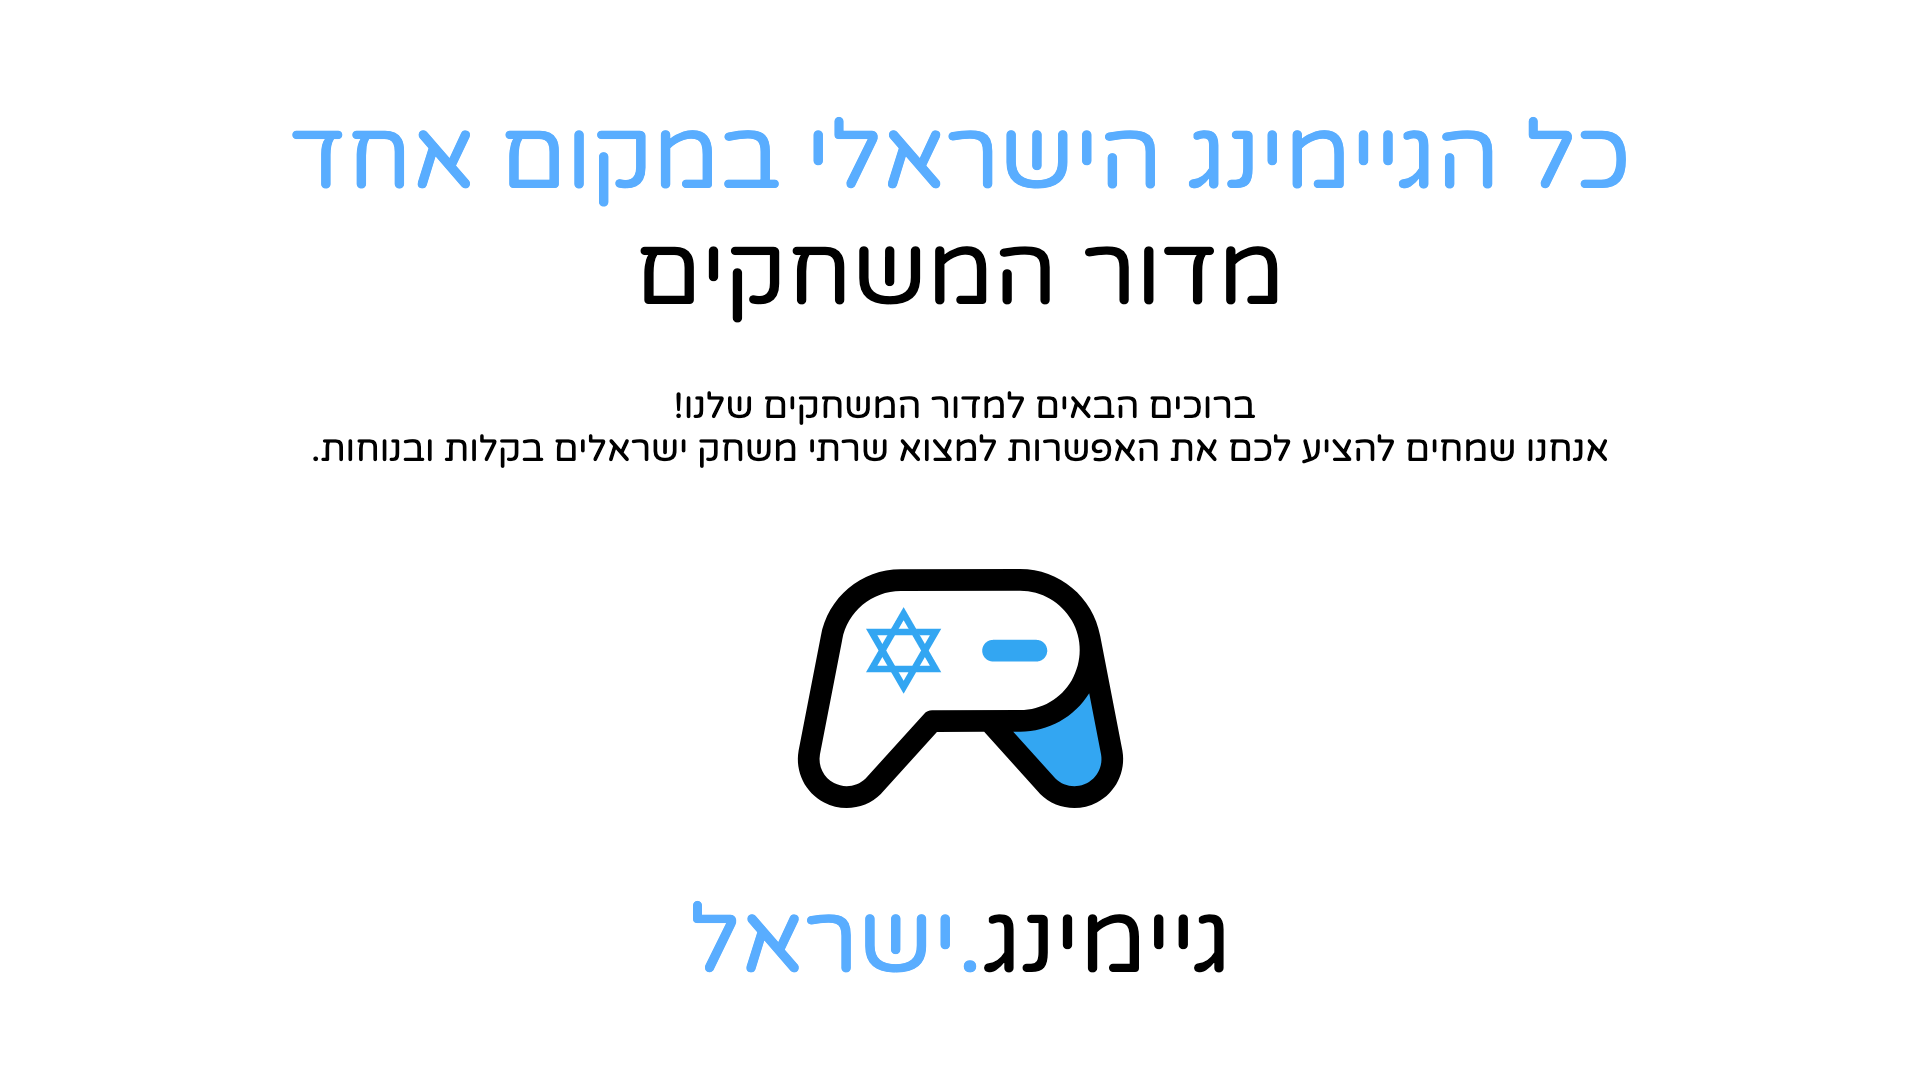 כל הגיימינג הישראלי במקום אחד
מדור המשחקים
ברוכים הבאים למדור המשחקים שלנו!
אנחנו שמחים להציע לכם את האפשרות למצוא שרתי משחק ישראלים בקלות ובנוחות.
גיימינג.ישראל